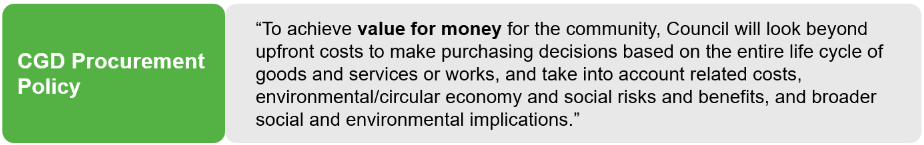 CGD Procurement
Policy
“To achieve value for money for the community, Council will look beyond
upfront costs to make purchasing decisions based on the entire life cycle of
goods and services or works, and take into account related costs,
environmental/circular economy and social risks and benefits, and broader
social and environmental implications.”